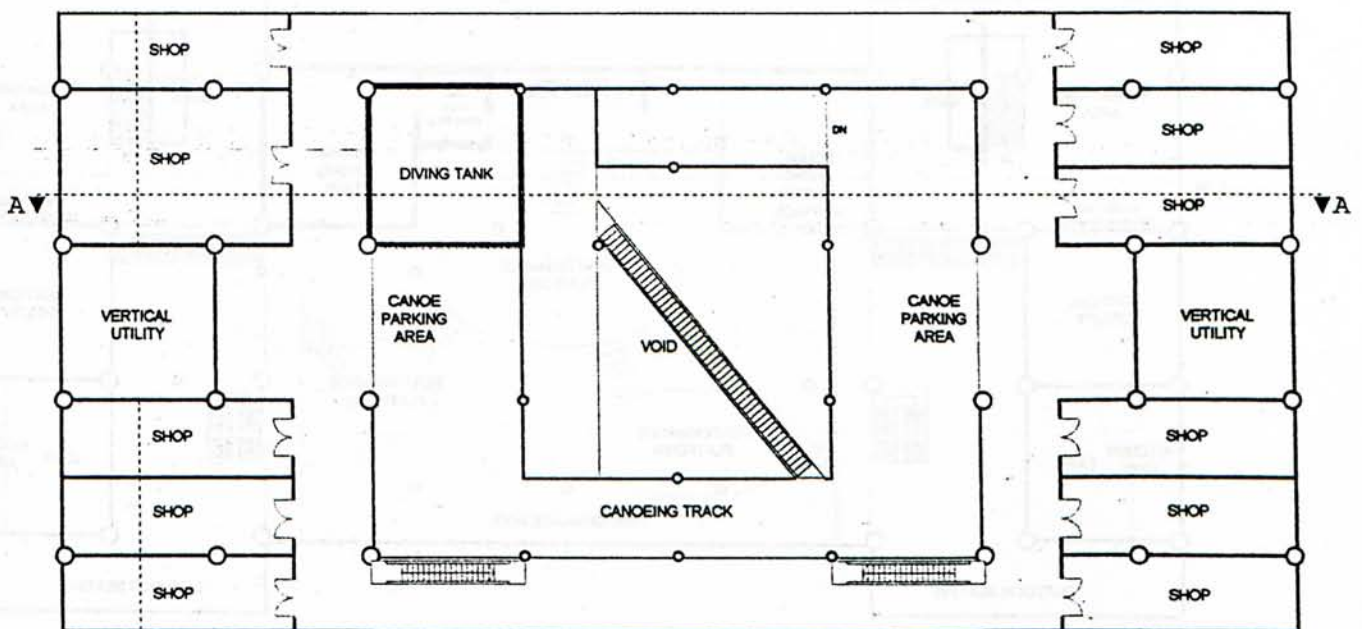 SHOP
SHOP
SHOP
SHOP
DN
DIVING TANK
SHOP
A
A
CANOE
PARKING
AREA
CANOE
PARKING
AREA
VERTICAL
UTILITY
VERTICAL
UTILITY
VOID
SHOP
SHOP
SHOP
CANOEING TRACK
SHOP
SHOP
SHOP